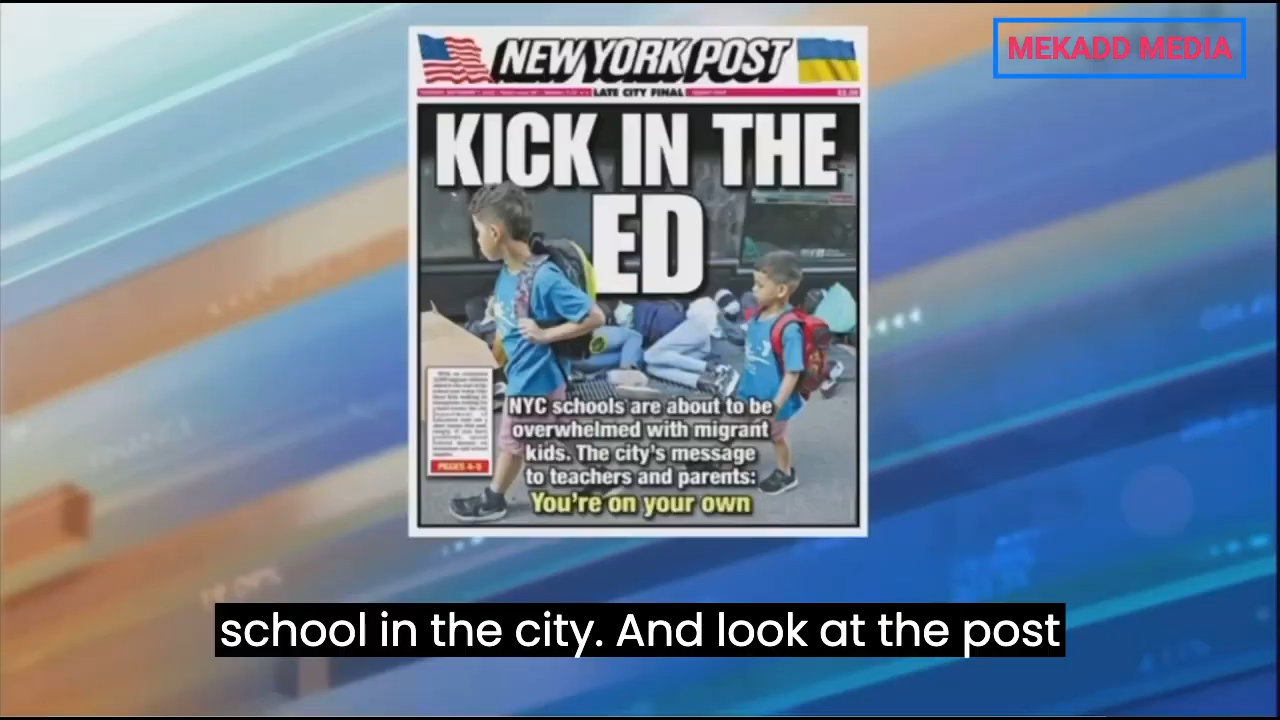 MEKADD MEDIA
NEW YORK POST
LATE CITY FINAL
KICK IN THE
ED
NYC schools are about to be
overwhelmed with migrant
kids. The city's message
to teachers and parents:
You're on your own
PAGES 4-5
school in the city. And look at the post